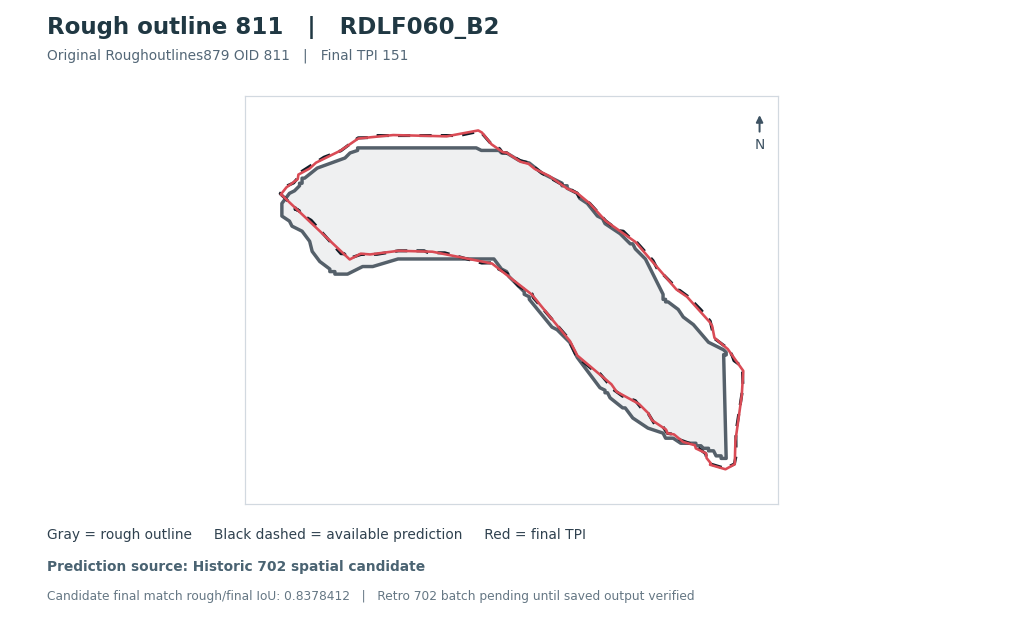 Rough outline 811   |   RDLF060_B2
Original Roughoutlines879 OID 811   |   Final TPI 151
N
Gray = rough outline     Black dashed = available prediction     Red = final TPI
Prediction source: Historic 702 spatial candidate
Candidate final match rough/final IoU: 0.8378412   |   Retro 702 batch pending until saved output verified